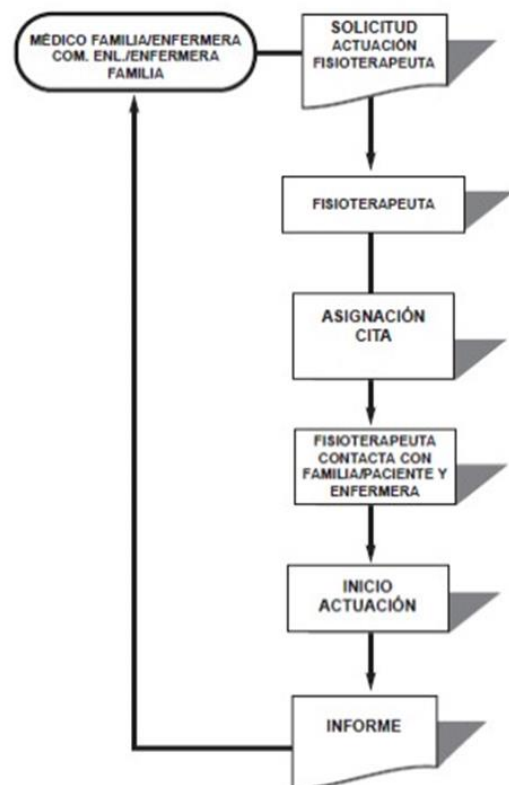 MÉDICO FAMILIA/ENFERMERA
COM. ENL./ENFERMERA
FAMILIA
SOLICITUD
ACTUACIÓN
FISIOTERAPEUTA
FISIOTERAPEUTA
ASIGNACIÓN
CITA
FISIOTERAPEUTA
CONTACTA CON
FAMILIA/PACIENTE Y
ENFERMERA
INICIO
ACTUACIÓN
INFORME